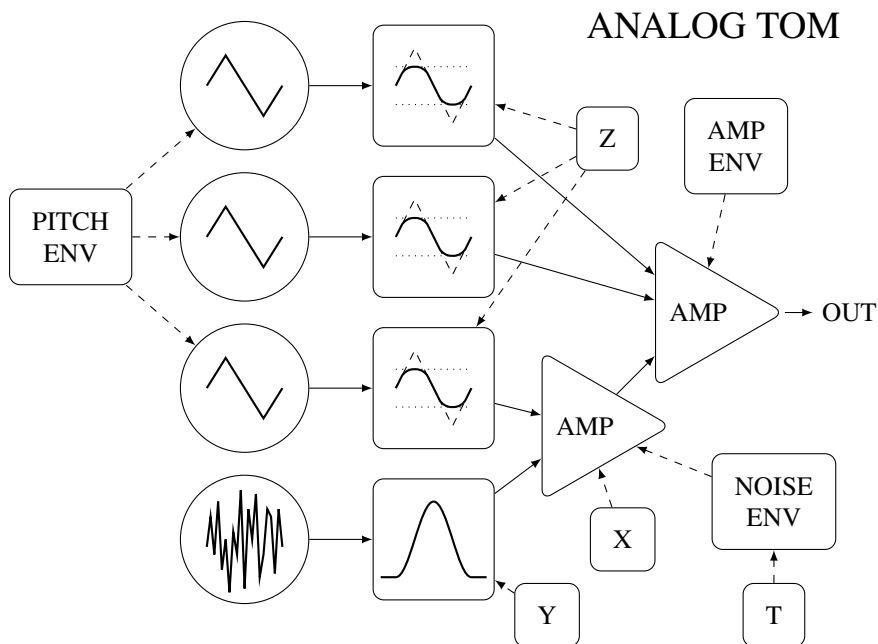 ANALOG TOM
Z
AMP
ENV
PITCH
ENV
AMP
OUT
AMP
NOISE
ENV
X
Y
T